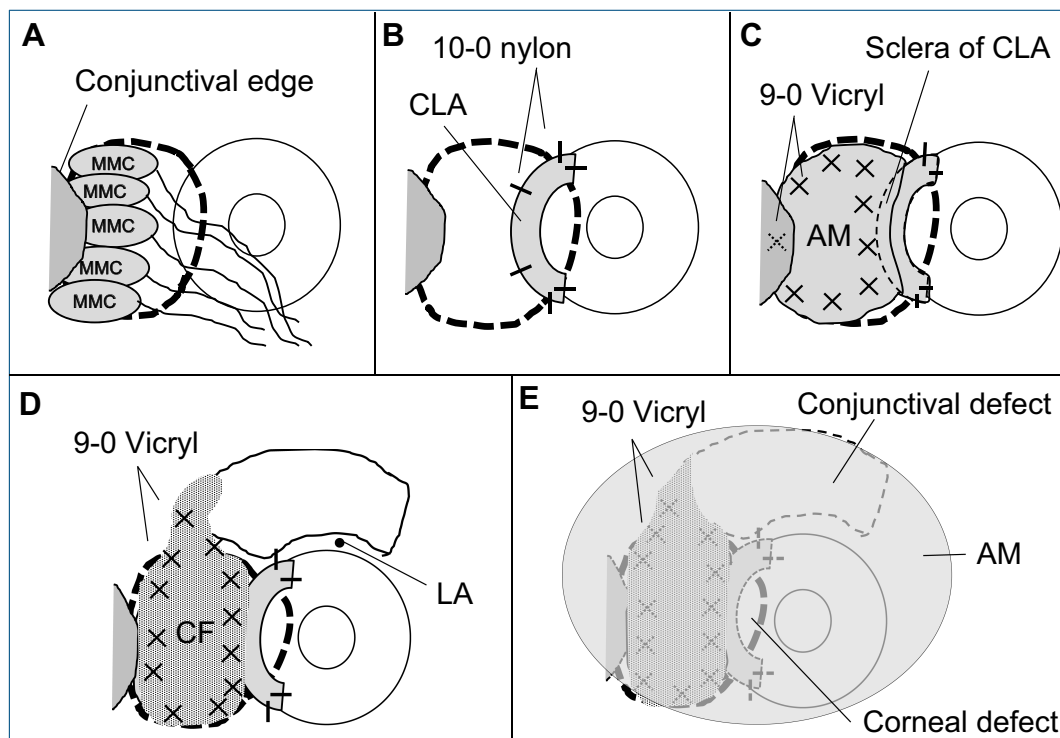 A
Conjunctival edge
MMC
MMC
MMC
MMC
MMC
B
10-0 nylon
CLA
C
Sclera of CLA
9-0 Vicryl
AM
D
9-0 Vicryl
CF
LA
E
9-0 Vicryl
Conjunctival defect
AM
Corneal defect